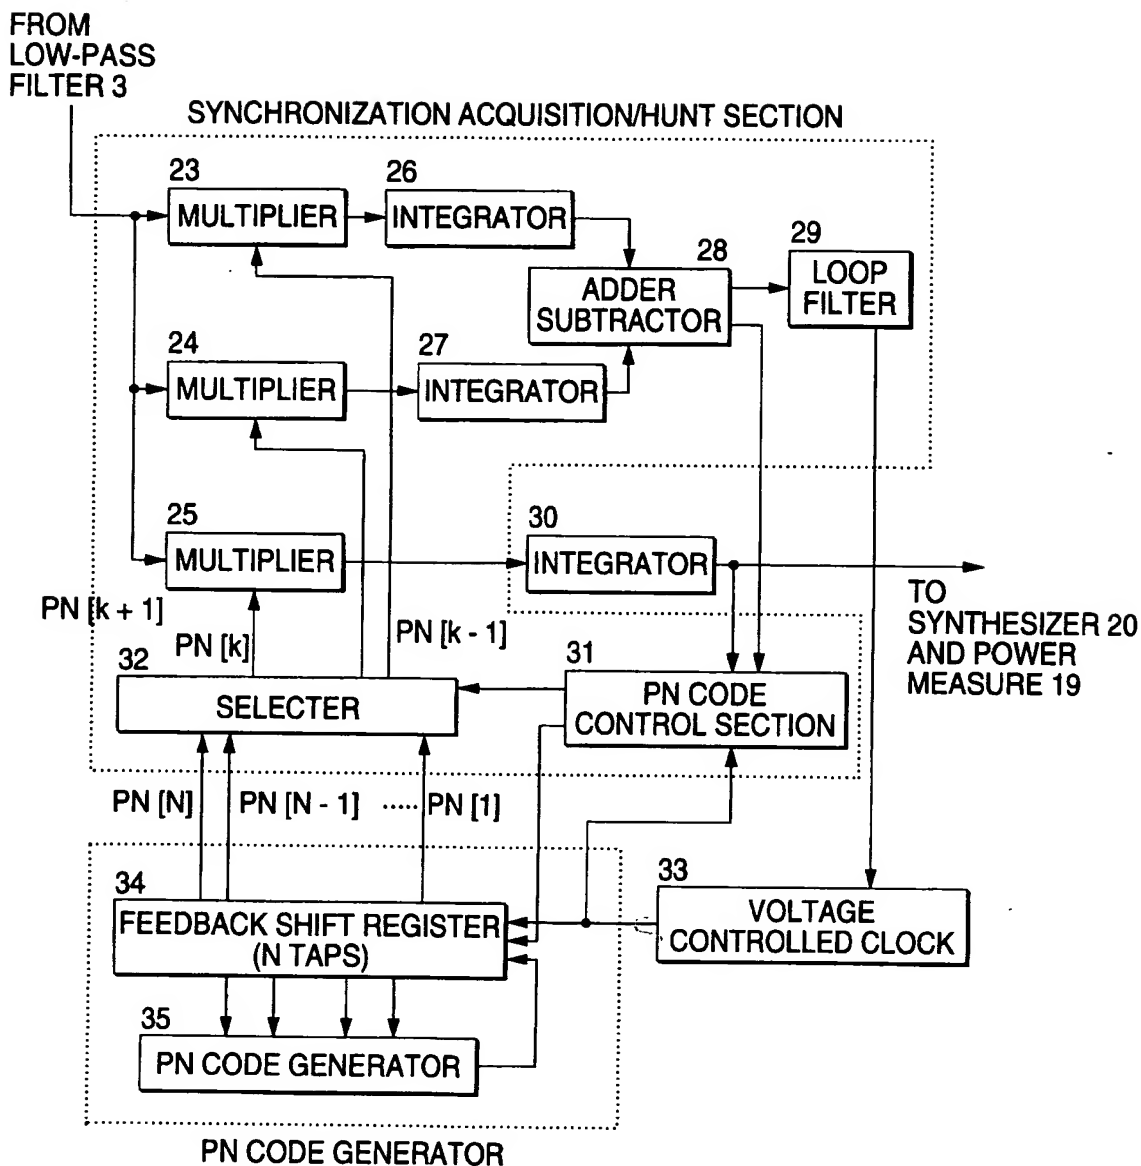 FROM
LOW-PASS
FILTER 3
SYNCHRONIZATION ACQUISITION/HUNT SECTION
23
MULTIPLIER
26
INTEGRATOR
28
ADDER
SUBTRACTOR
29
LOOP
FILTER
24
MULTIPLIER
27
INTEGRATOR
25
MULTIPLIER
30
INTEGRATOR
TO
SYNTHESIZER 20
AND POWER
MEASURE 19
PN [k + 1]
PN [k]
PN [k - 1]
32
SELECTER
31
PN CODE
CONTROL SECTION
PN [N]
PN [N - 1]
.....
PN [1]
34
FEEDBACK SHIFT REGISTER
(N TAPS)
33
VOLTAGE
CONTROLLED CLOCK
35
PN CODE GENERATOR
PN CODE GENERATOR